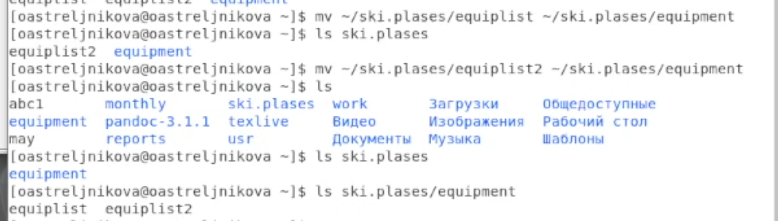 equiplist equiplist2 equipment
[oastreljnikova@oastreljnikova ~]$ mv ~/ski.plases/equiplist ~/ski.plases/equipment
[oastreljnikova@oastreljnikova ~]$ ls ski.plases
equiplist2 equipment
[oastreljnikova@oastreljnikova ~]$ mv ~/ski.plases/equiplist2 ~/ski.plases/equipment
[oastreljnikova@oastreljnikova ~]$ ls
abc1 monthly ski.plases work Загрузки Общедоступные
equipment pandoc-3.1.1 texlive Видео Изображения Рабочий стол
may reports usr Документы Музыка Шаблоны
[oastreljnikova@oastreljnikova ~]$ ls ski.plases
equipment
[oastreljnikova@oastreljnikova ~]$ ls ski.plases/equipment
equiplist equiplist2